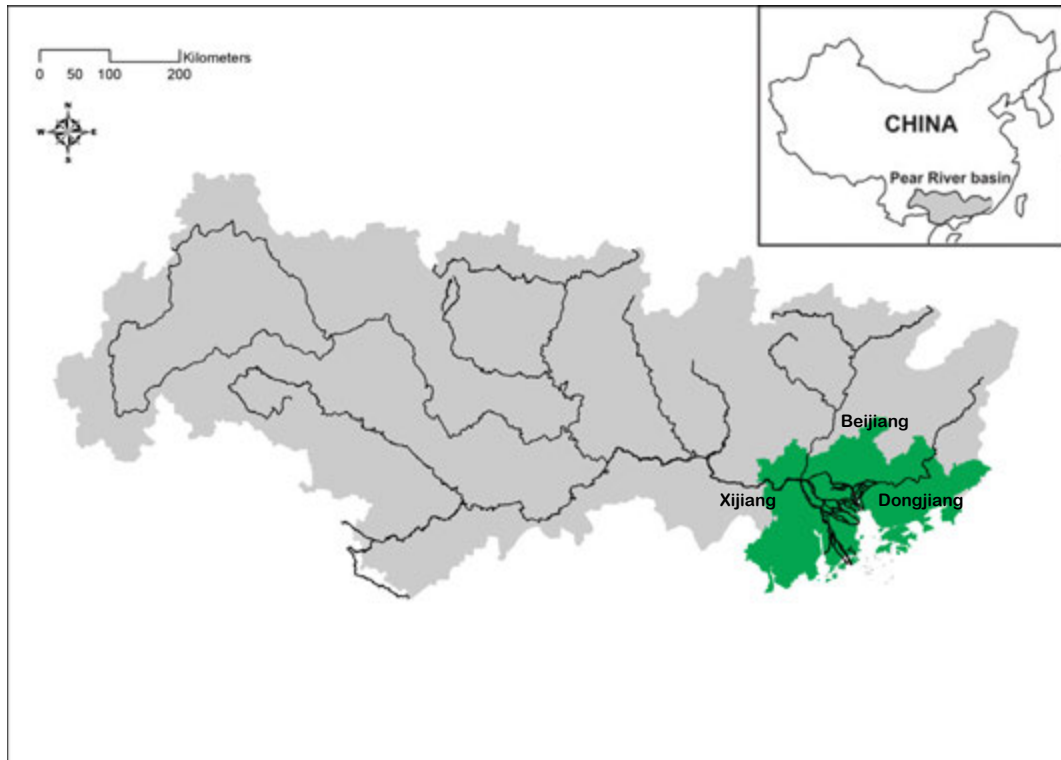 Kilometers
0 50 100 200
N
W E
S
CHINA
Pear River basin
Beijiang
Xijiang
Dongjiang